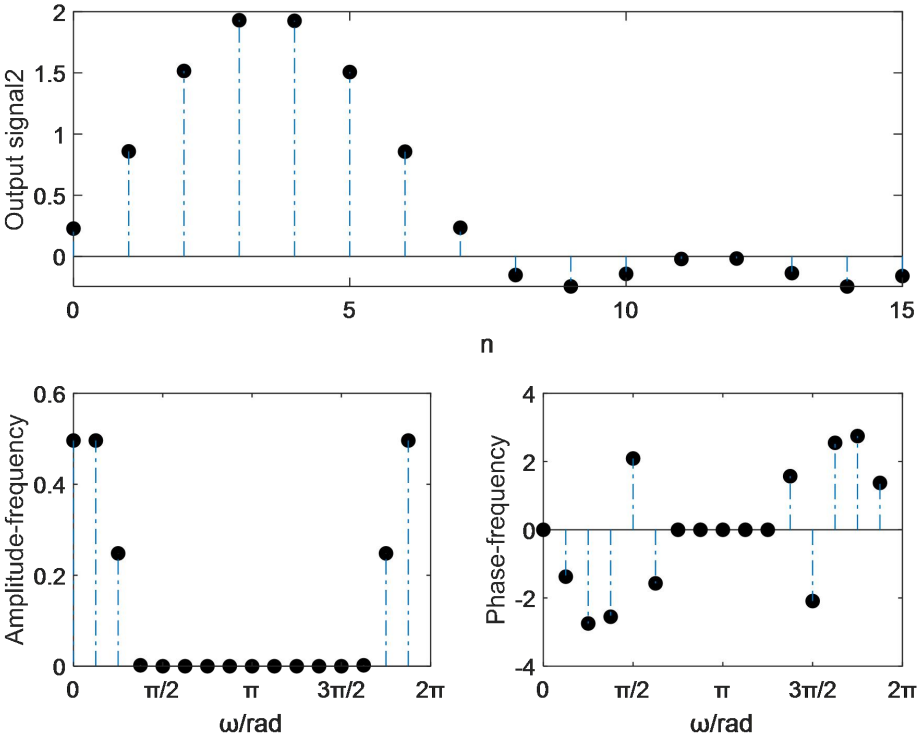 2
1.5
1
0.5
0
Output signal2
0 5 10 15
n
0.6
0.4
0.2
0
Amplitude-frequency
0 π/2 π 3π/2 2π
ω/rad
4
2
0
-2
-4
Phase-frequency
0 π/2 π 3π/2 2π
ω/rad